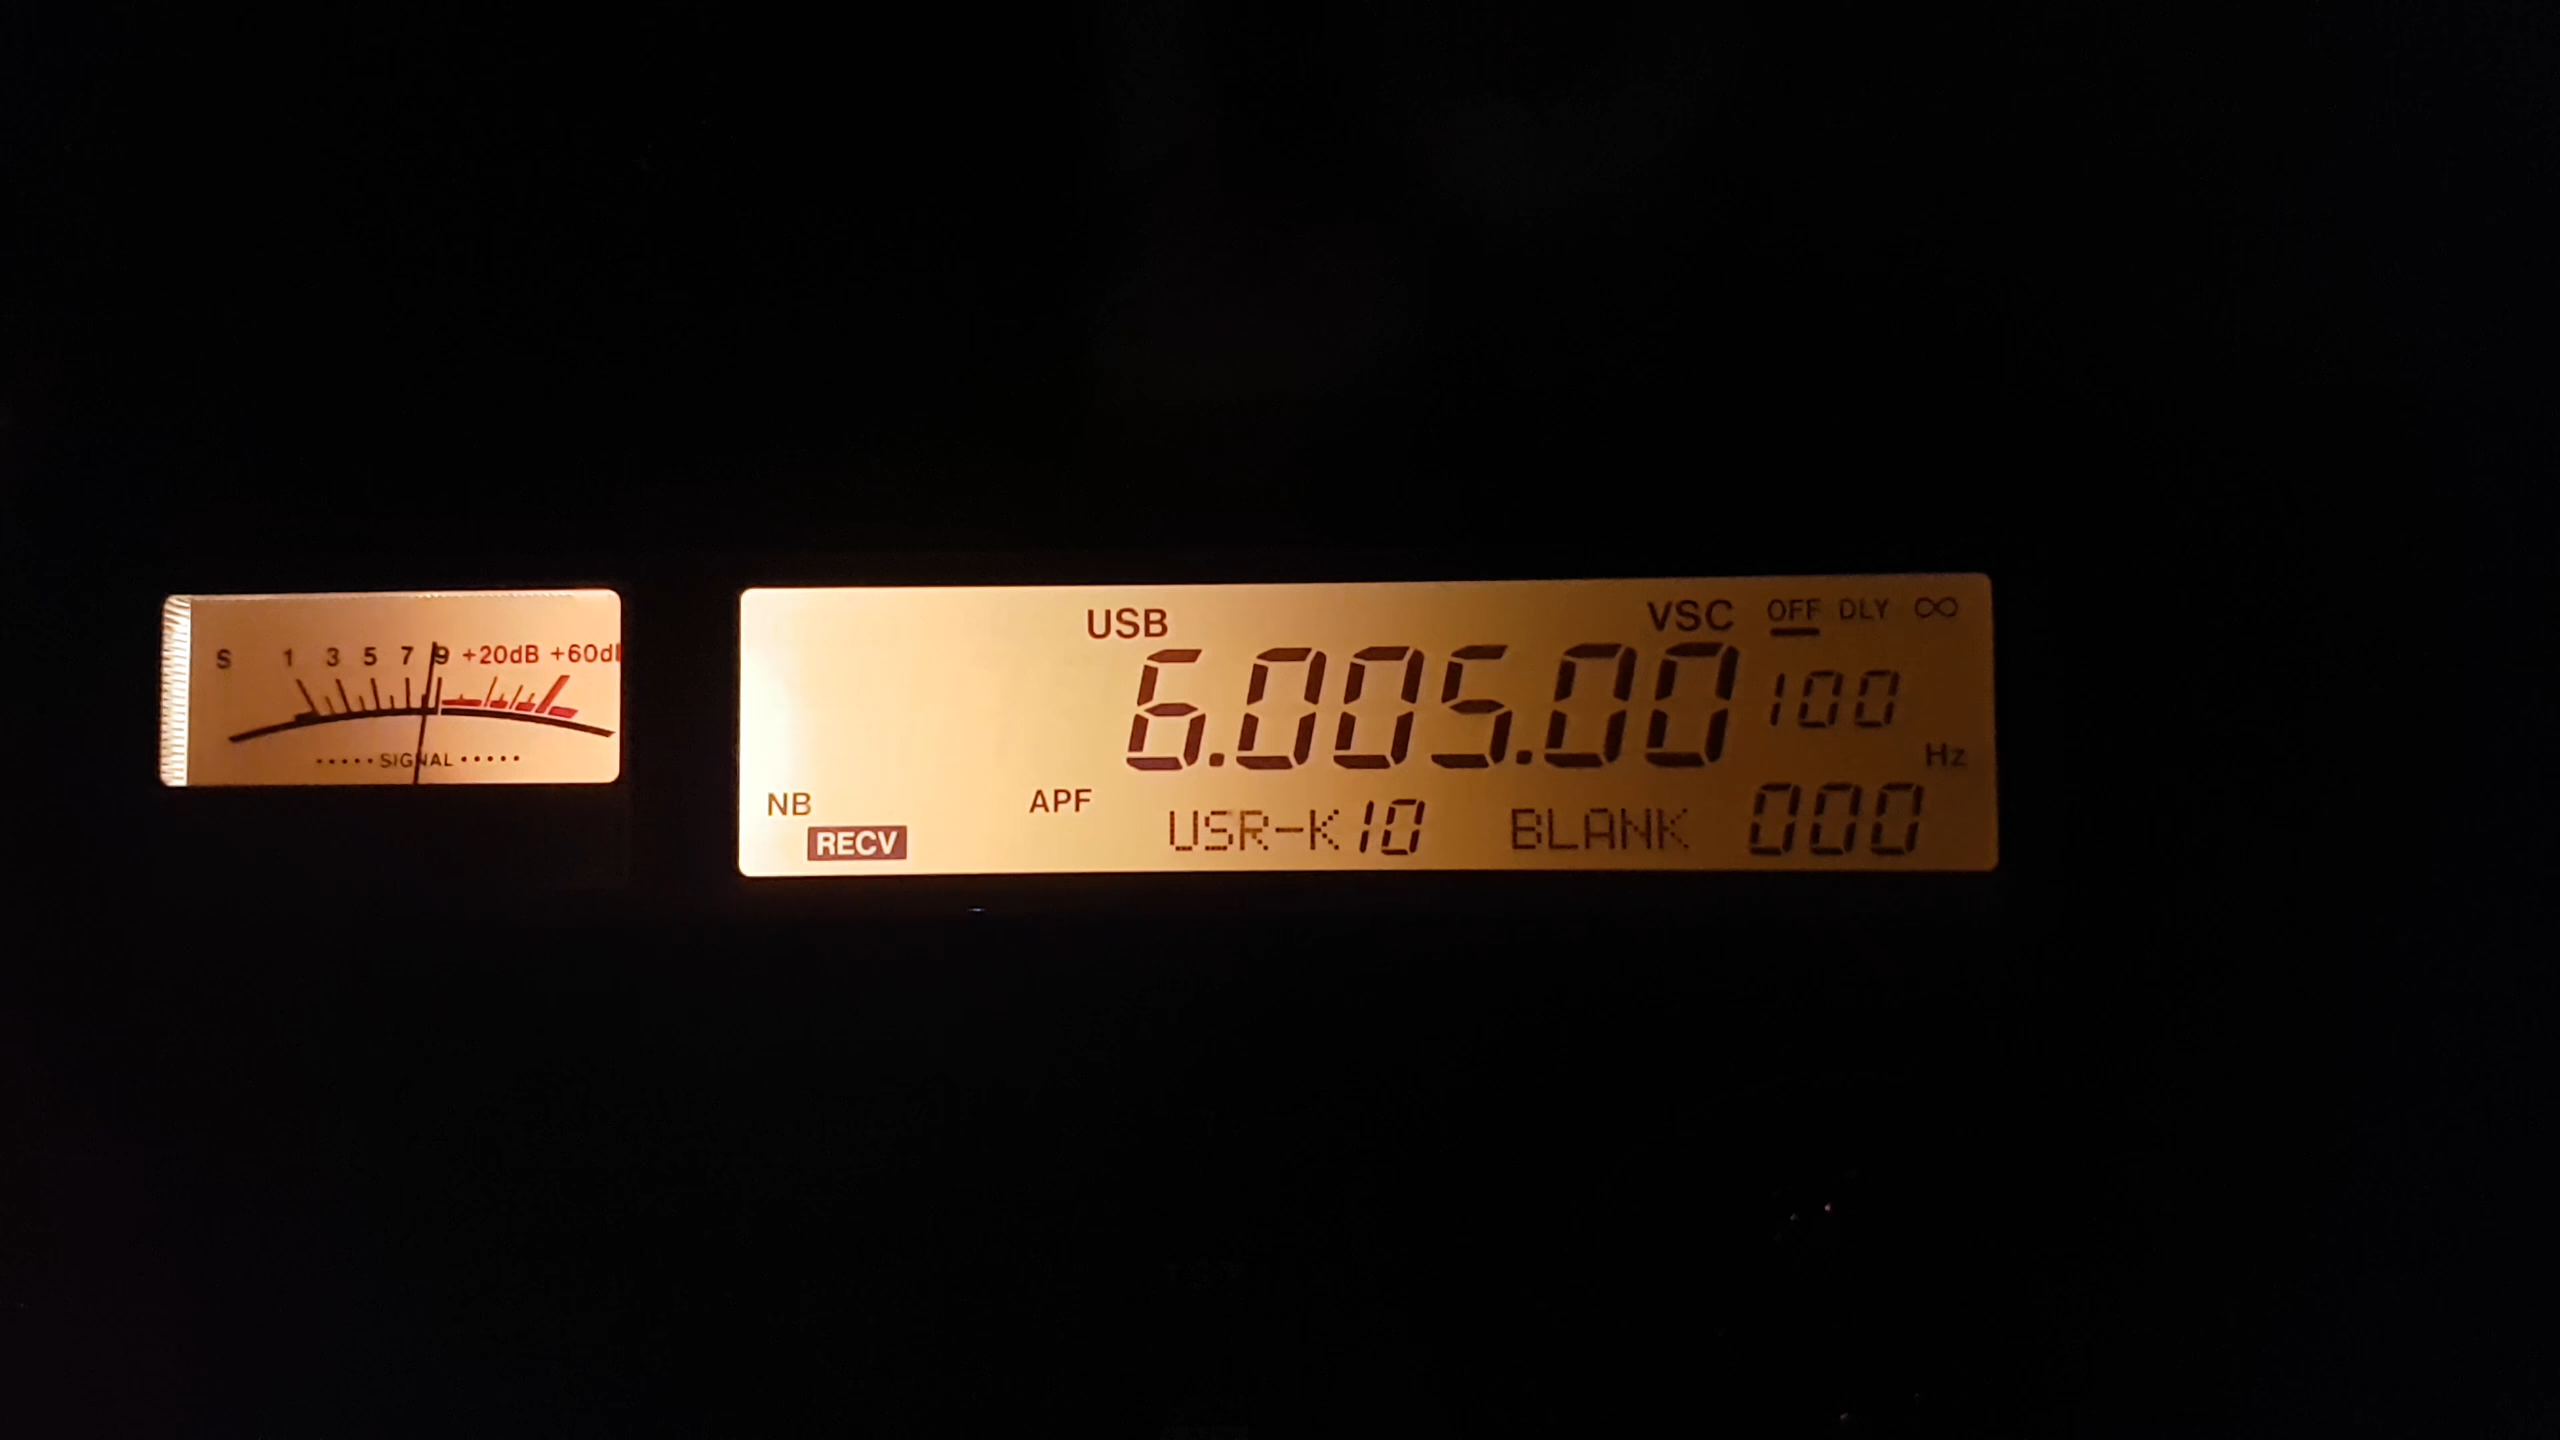 S 1 3 5 7 9 +20dB +60d
SIGNAL
USB VSC OFF DLY ∞
6.005.00 100
Hz
NB APF USR-K10 BLANK 000
RECV